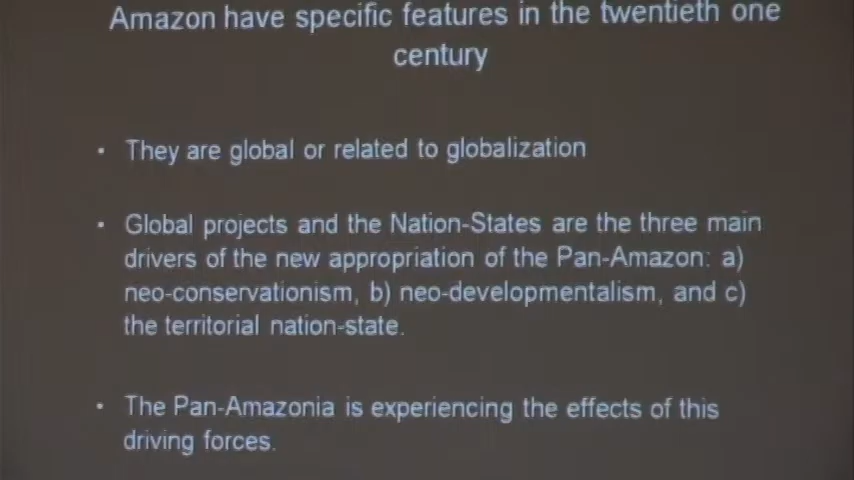 Amazon have specific features in the twentieth one
century
• They are global or related to globalization
• Global projects and the Nation-States are the three main
drivers of the new appropriation of the Pan-Amazon: a)
neo-conservationism, b) neo-developmentalism, and c)
the territorial nation-state.
• The Pan-Amazonia is experiencing the effects of this
driving forces.